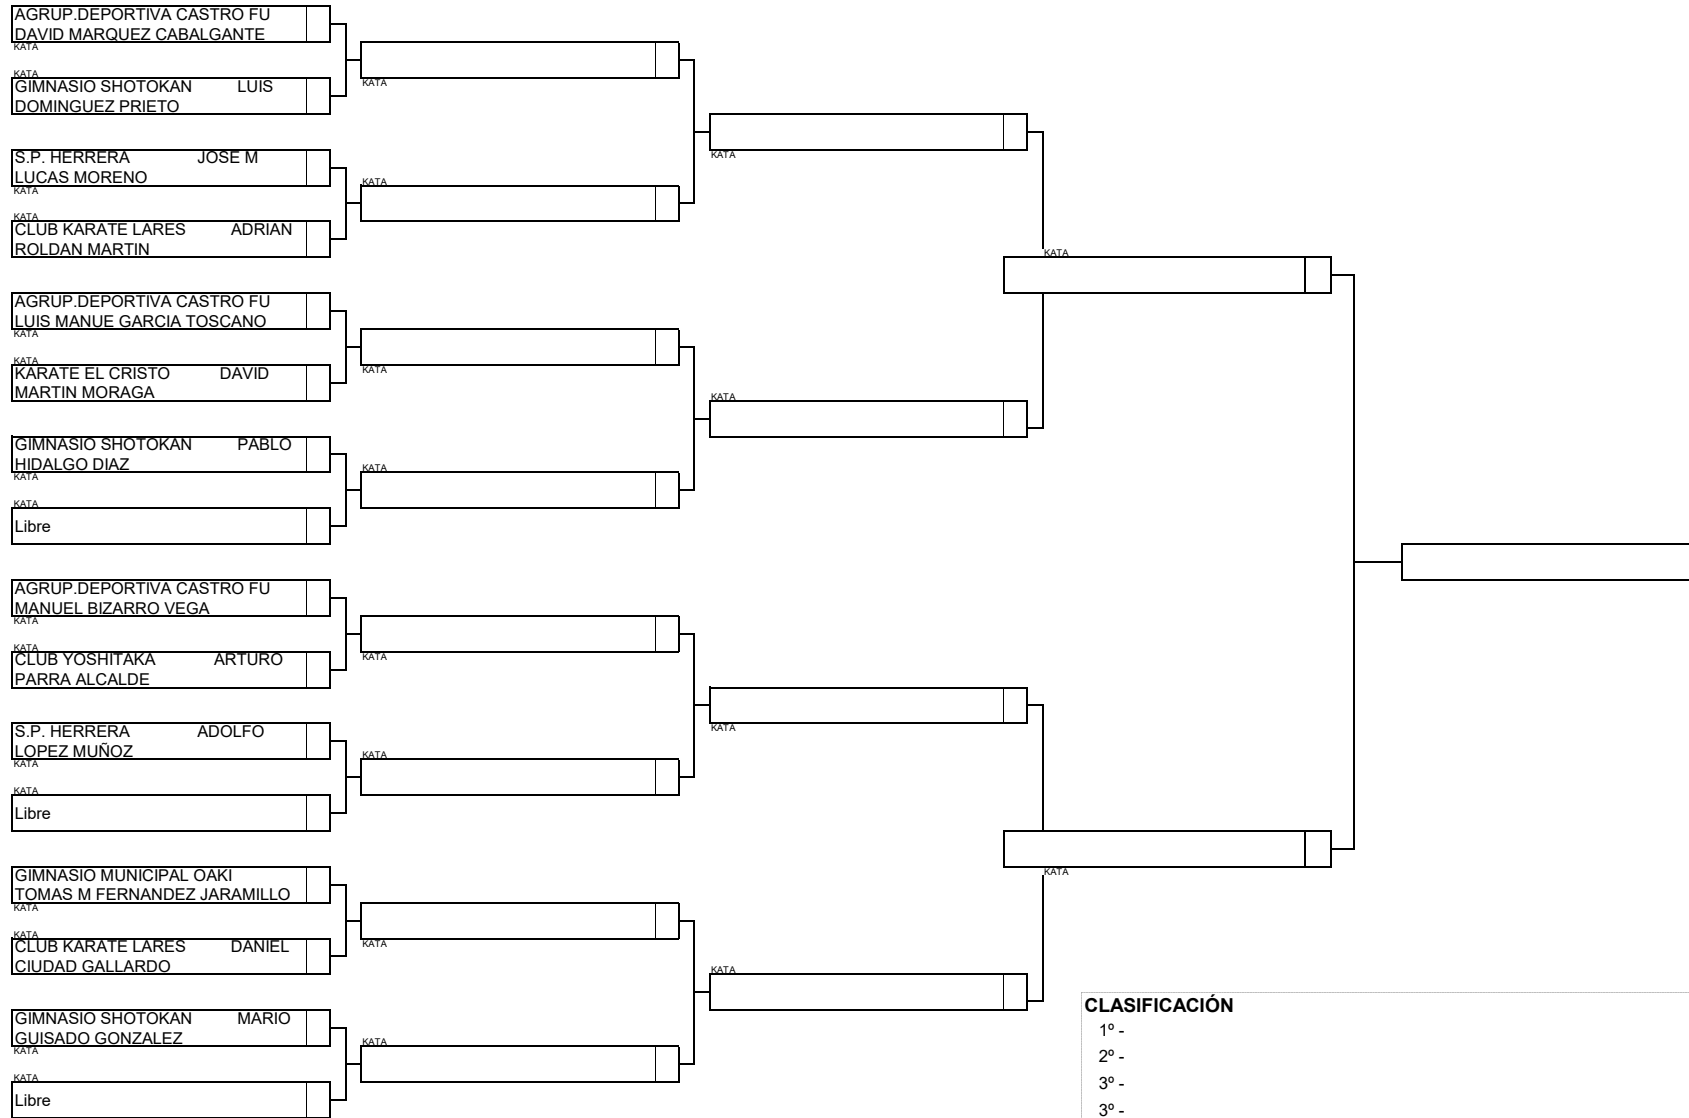 AGRUP.DEPORTIVA CASTRO FU
DAVID MARQUEZ CABALGANTE
KATA
KATA
GIMNASIO SHOTOKAN LUIS
DOMINGUEZ PRIETO
KATA
S.P. HERRERA JOSE M
LUCAS MORENO
KATA
KATA
CLUB KARATE LARES ADRIAN
ROLDAN MARTIN
KATA
KATA
KATA
AGRUP.DEPORTIVA CASTRO FU
LUIS MANUE GARCIA TOSCANO
KATA
KATA
KARATE EL CRISTO DAVID
MARTIN MORAGA
KATA
KATA
GIMNASIO SHOTOKAN PABLO
HIDALGO DIAZ
KATA
KATA
KATA
Libre
AGRUP.DEPORTIVA CASTRO FU
MANUEL BIZARRO VEGA
KATA
KATA
CLUB YOSHITAKA ARTURO
PARRA ALCALDE
KATA
S.P. HERRERA ADOLFO
LOPEZ MUÑOZ
KATA
KATA
KATA
KATA
Libre
GIMNASIO MUNICIPAL OAKI
TOMAS M FERNANDEZ JARAMILLO
KATA
KATA
KATA
CLUB KARATE LARES DANIEL
CIUDAD GALLARDO
KATA
KATA
GIMNASIO SHOTOKAN MARIO
GUISADO GONZALEZ
KATA
KATA
KATA
Libre
CLASIFICACIÓN
1º -
2º -
3º -
3º -